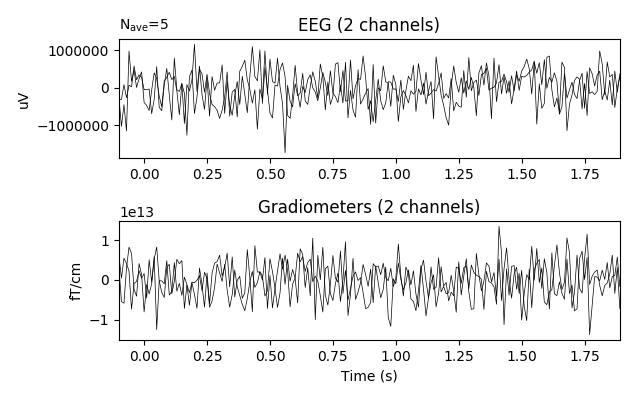 N_ave=5
EEG (2 channels)
1000000
0
−1000000
uV
0.00 0.25 0.50 0.75 1.00 1.25 1.50 1.75
1e13
Gradiometers (2 channels)
1
0
−1
fT/cm
0.00 0.25 0.50 0.75 1.00 1.25 1.50 1.75
Time (s)